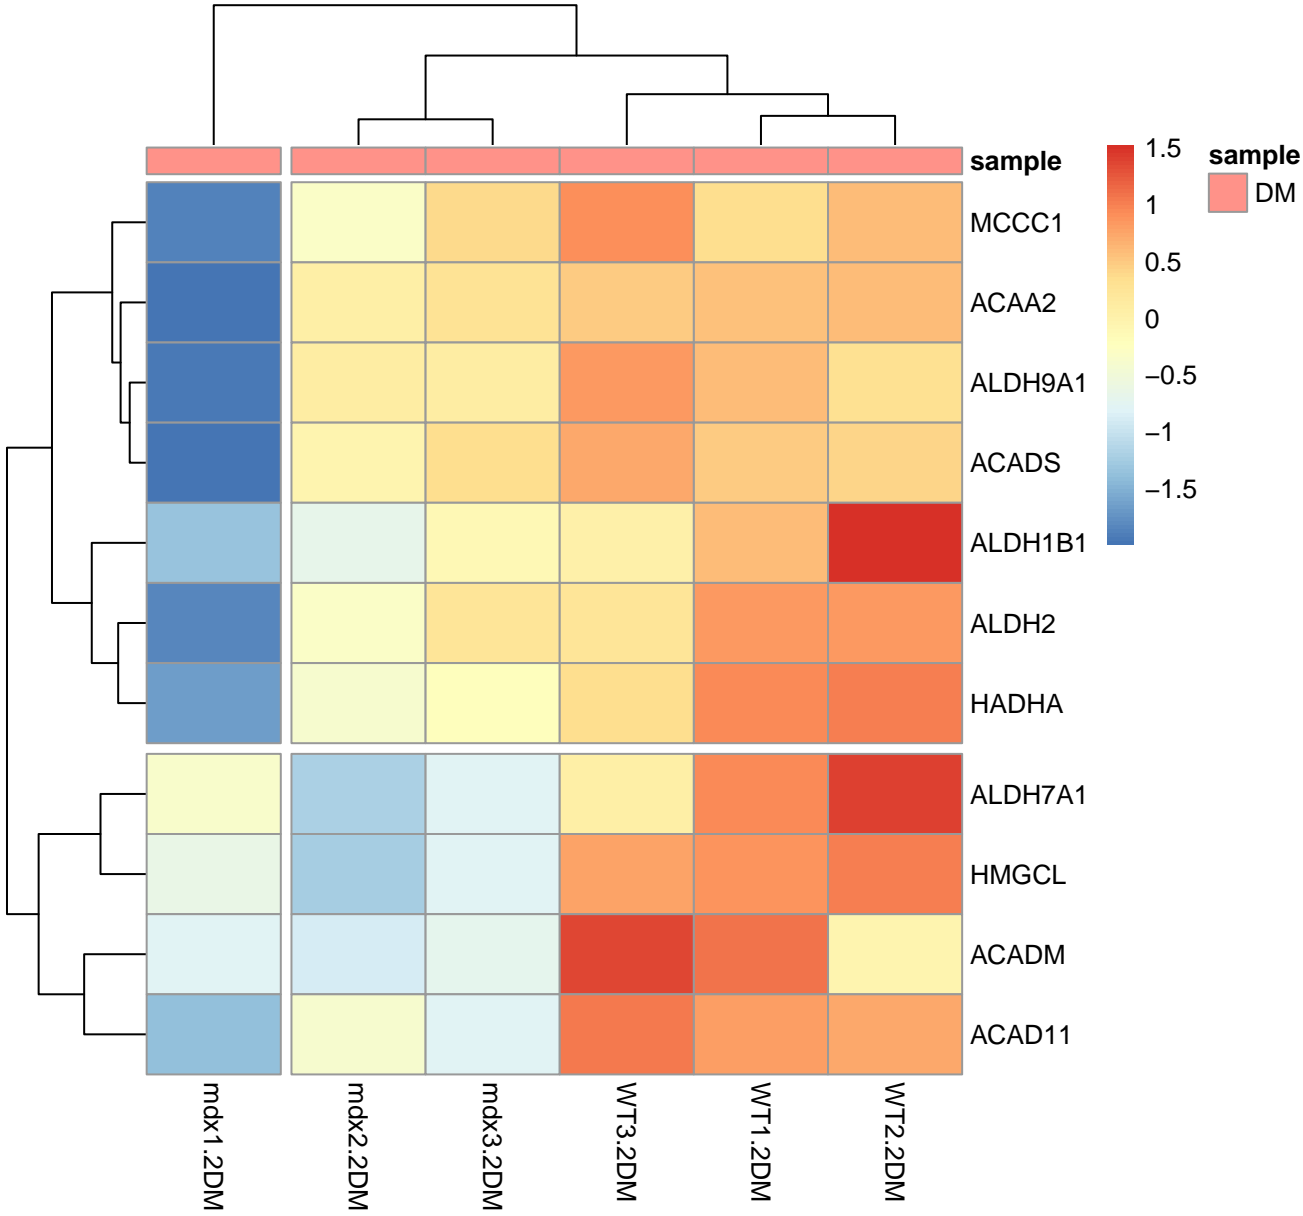 sample
MCCC1
ACAA2
ALDH9A1
ACADS
ALDH1B1
ALDH2
HADHA
ALDH7A1
HMGCL
ACADM
ACAD11
mdx1.2DM
mdx2.2DM
mdx3.2DM
WT3.2DM
WT1.2DM
WT2.2DM
1.5
1
0.5
0
−0.5
−1
−1.5
sample
DM